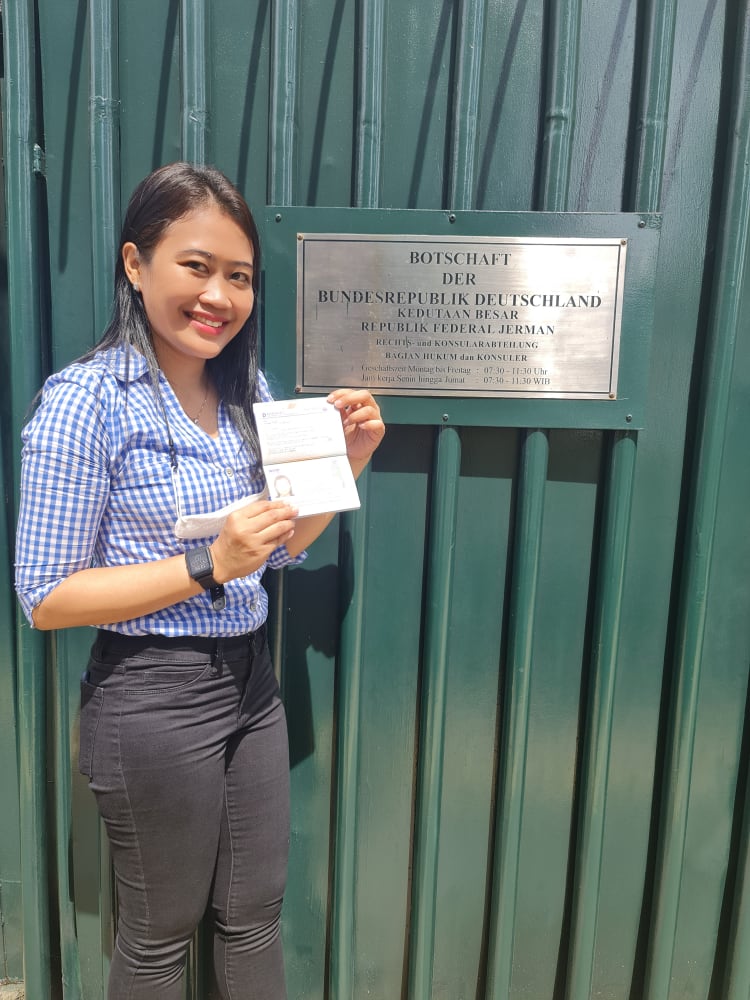 BOTSCHAFT
DER
BUNDESREPUBLIK DEUTSCHLAND
KEDUTAAN BESAR
REPUBLIK FEDERAL JERMAN
RECHTS- und KONSULARABTEILUNG
BAGIAN HUKUM dan KONSULER
Geschäftszeit Montag bis Freitag : 07:30 - 11:30 Uhr
Jam kerja Senin hingga Jumat : 07:30 - 11:30 WIB